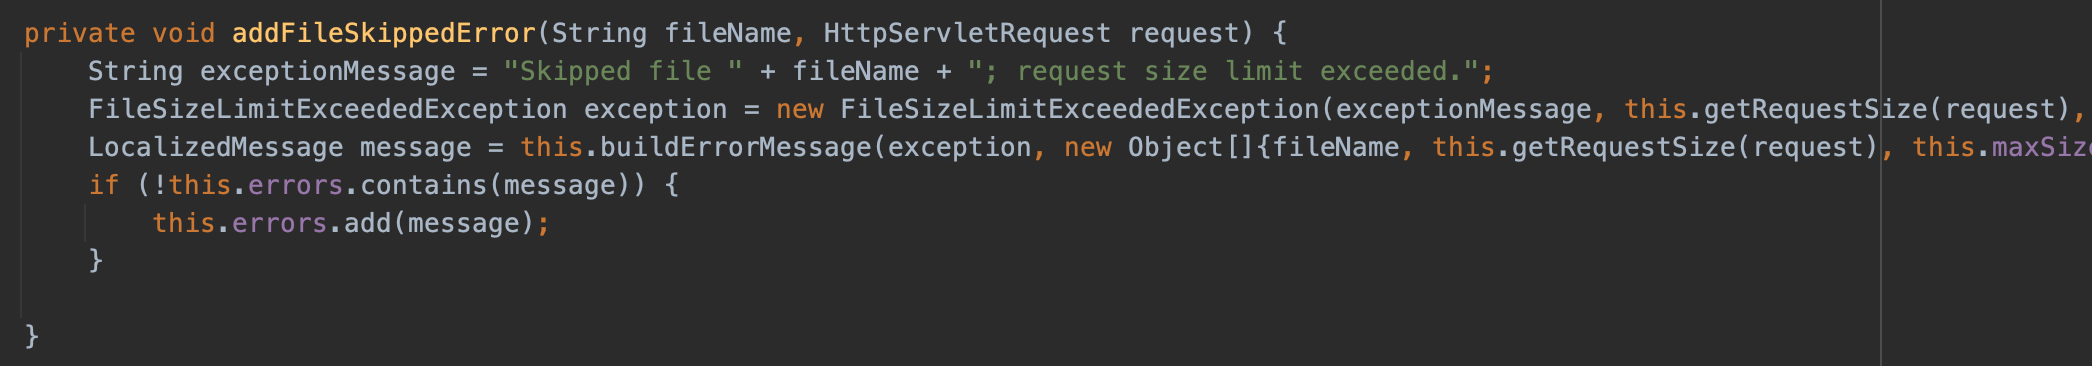 private void addFileSkippedError(String fileName, HttpServletRequest request) {
    String exceptionMessage = "Skipped file " + fileName + "; request size limit exceeded.";
    FileSizeLimitExceededException exception = new FileSizeLimitExceededException(exceptionMessage, this.getRequestSize(request),
    LocalizedMessage message = this.buildErrorMessage(exception, new Object[]{fileName, this.getRequestSize(request), this.maxSiz
    if (!this.errors.contains(message)) {
        this.errors.add(message);
    }
}